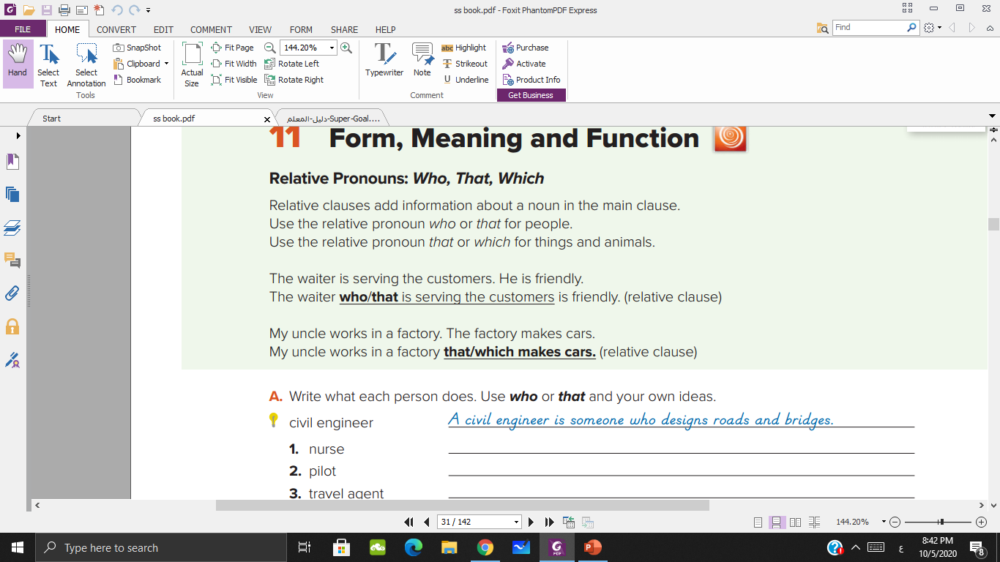 ss book.pdf - Foxit PhantomPDF Express
FILE HOME CONVERT EDIT COMMENT VIEW FORM SHARE HELP
Find
Hand
Select Text
Select Annotation
SnapShot
Clipboard
Bookmark
Tools
Actual Size
Fit Page
Fit Width
Fit Visible
144.20%
Rotate Left
Rotate Right
View
Typewriter
Note
abc Highlight
Strikeout
Underline
Comment
Purchase
Activate
Product Info
Get Business
Start
ss book.pdf
دليل-المعلم-Super-Goal....
11 Form, Meaning and Function
Relative Pronouns: Who, That, Which
Relative clauses add information about a noun in the main clause.
Use the relative pronoun who or that for people.
Use the relative pronoun that or which for things and animals.
The waiter is serving the customers. He is friendly.
The waiter who/that is serving the customers is friendly. (relative clause)
My uncle works in a factory. The factory makes cars.
My uncle works in a factory that/which makes cars. (relative clause)
A. Write what each person does. Use who or that and your own ideas.
civil engineer A civil engineer is someone who designs roads and bridges.
1. nurse
2. pilot
3. travel agent
31 / 142
144.20%
Type here to search
PDF
P
ع
8:42 PM
10/5/2020
8